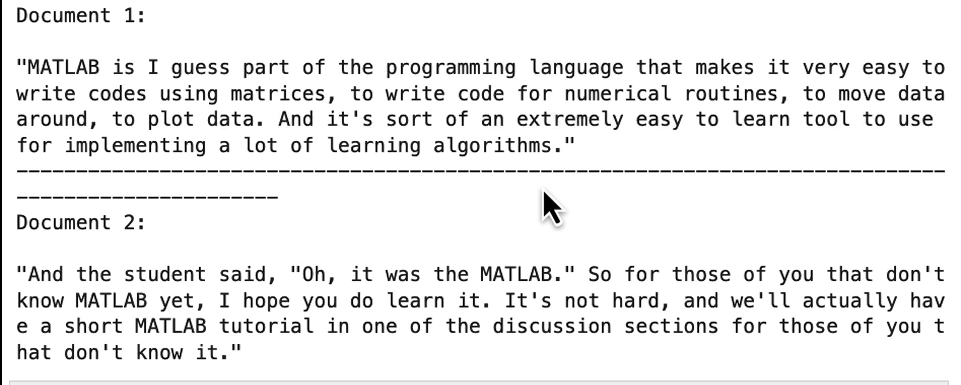 Document 1:
"MATLAB is I guess part of the programming language that makes it very easy to
write codes using matrices, to write code for numerical routines, to move data
around, to plot data. And it's sort of an extremely easy to learn tool to use
for implementing a lot of learning algorithms."
------------------------------------------------------------------------------
----------------------
Document 2:
"And the student said, "Oh, it was the MATLAB." So for those of you that don't
know MATLAB yet, I hope you do learn it. It's not hard, and we'll actually hav
e a short MATLAB tutorial in one of the discussion sections for those of you t
hat don't know it."